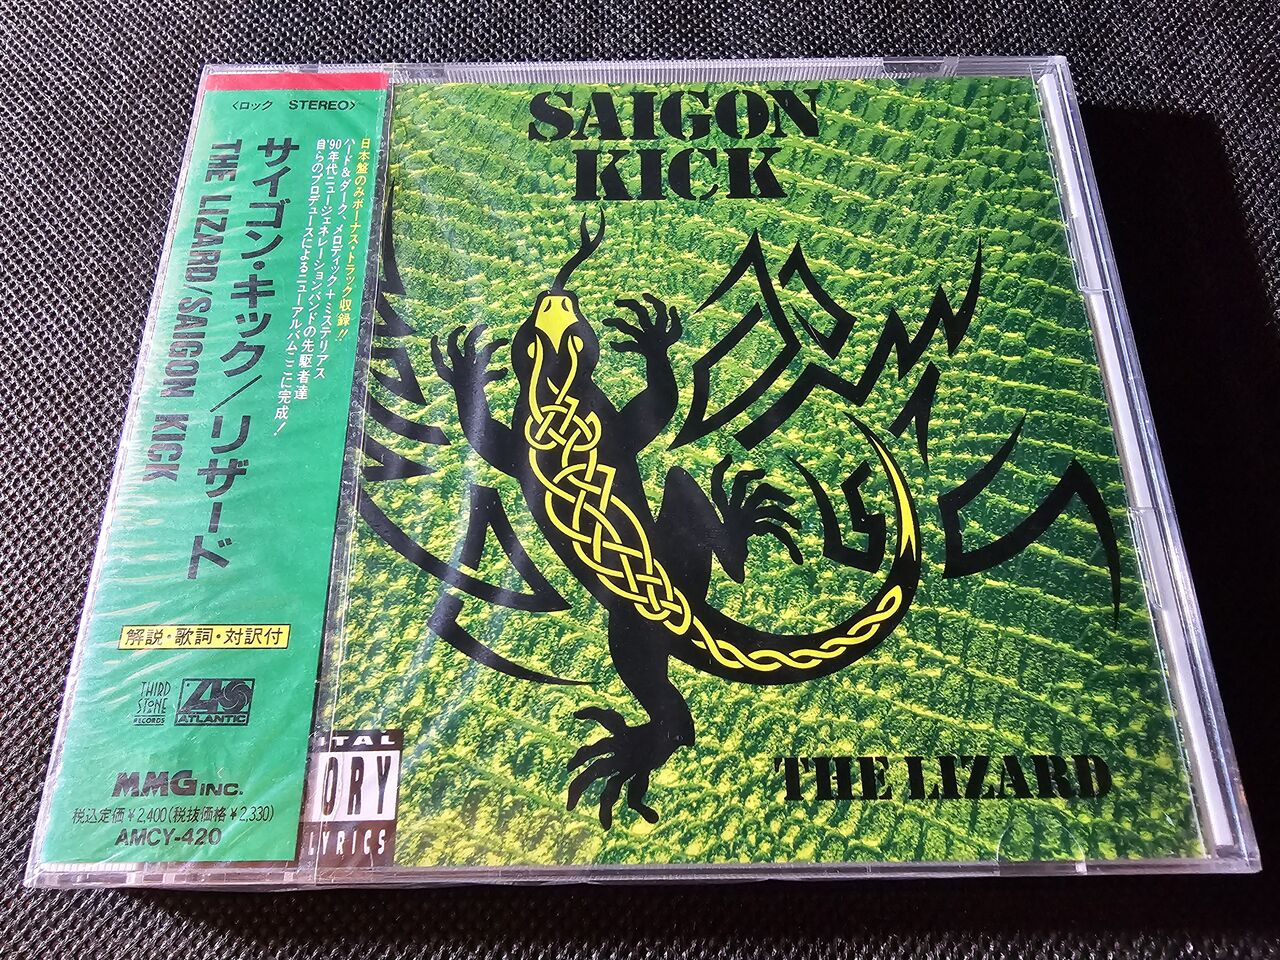 〈ロック STEREO〉
日本盤のみボーナス・トラック収録!!
ハード&ダーク、メロディック+ミステリアス
'90年代ニュージェネレーションバンドの先駆者達
自らのプロデュースによるニューアルバムここに完成!
サイゴン・キック/リザード
THE LIZARD/SAIGON KICK
解説・歌詞・対訳付
THIRD
STONE
RECORDS
ATLANTIC
MMG INC.
税込定価¥2,400(税抜価格¥2,330)
AMCY-420
SAIGON
KICK
THE LIZARD
ITAL
ORY
LYRICS